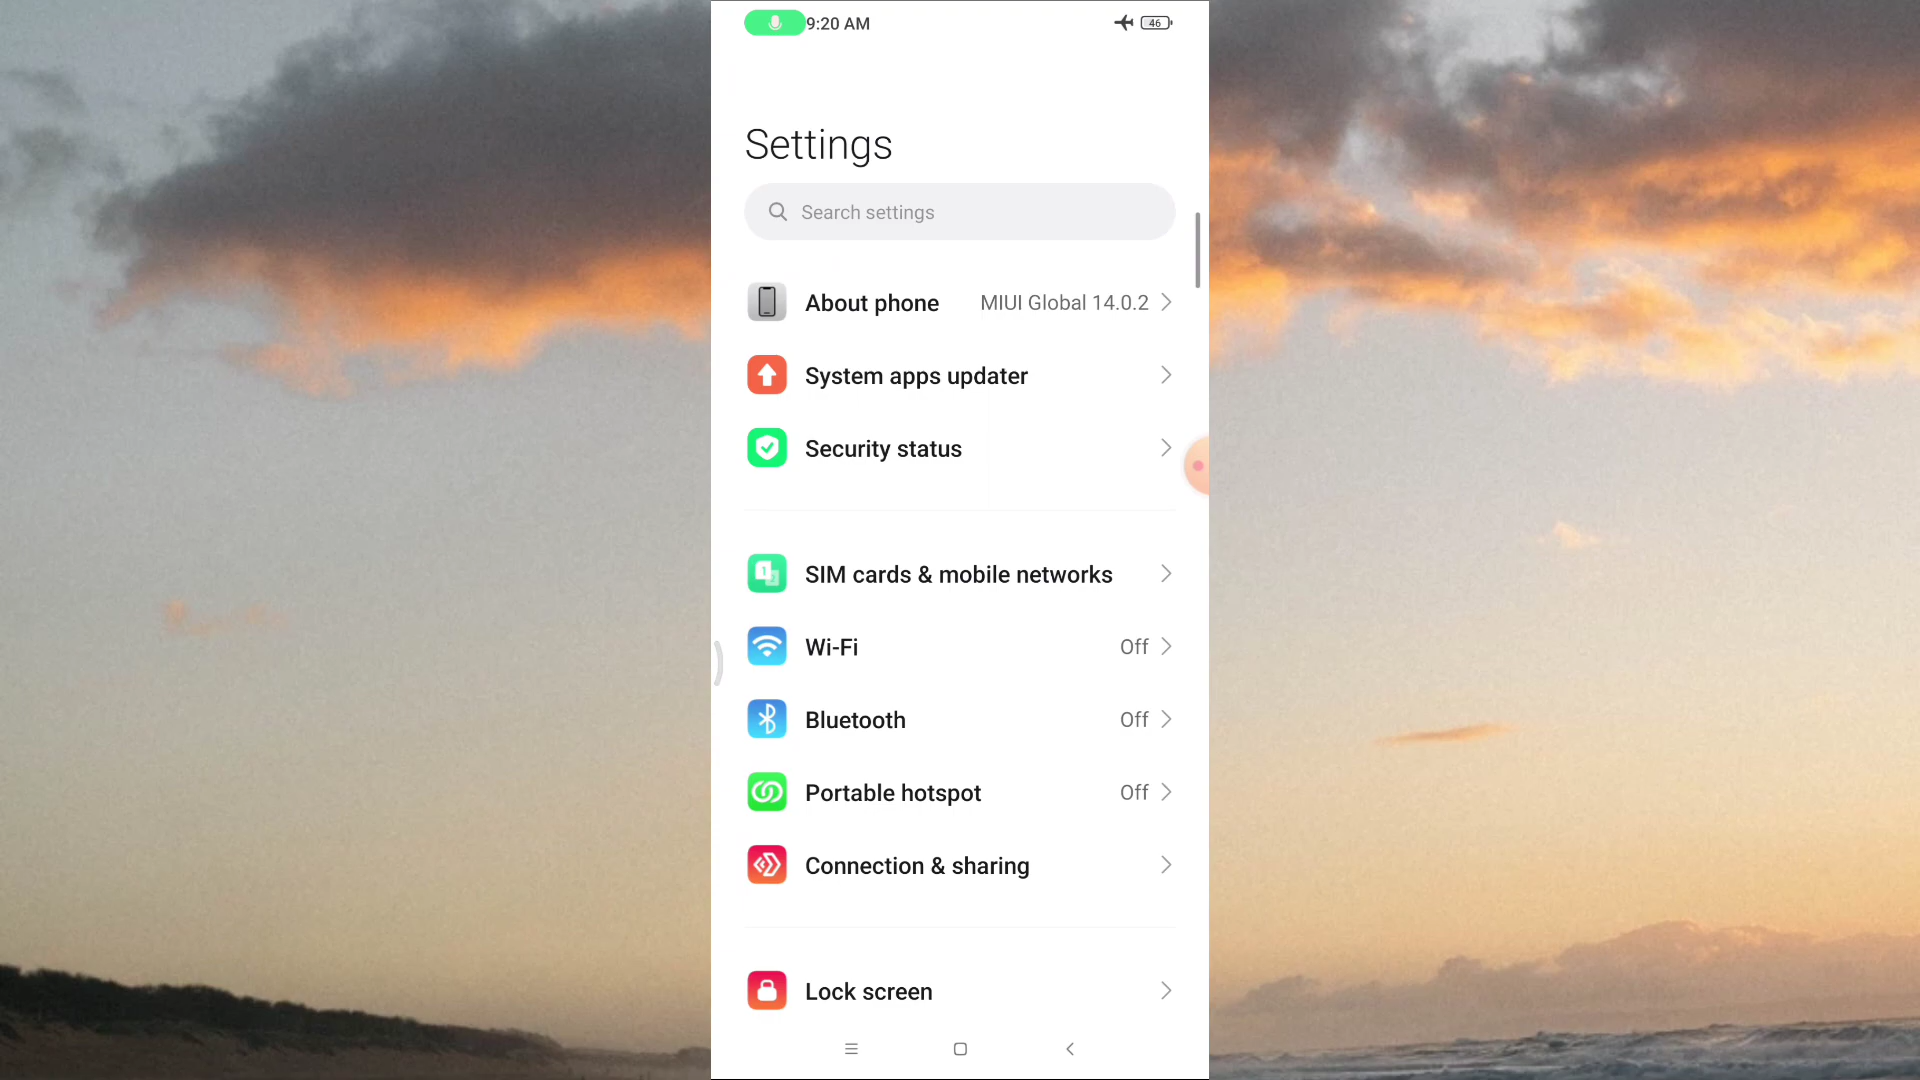 9:20 AM
46
Settings
Search settings
About phone MIUI Global 14.0.2
System apps updater
Security status
SIM cards & mobile networks
Wi-Fi Off
Bluetooth Off
Portable hotspot Off
Connection & sharing
Lock screen